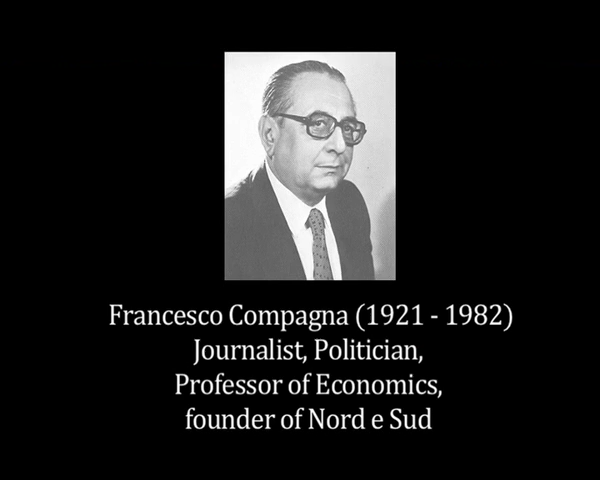 Francesco Compagna (1921 - 1982)
Journalist, Politician,
Professor of Economics,
founder of Nord e Sud